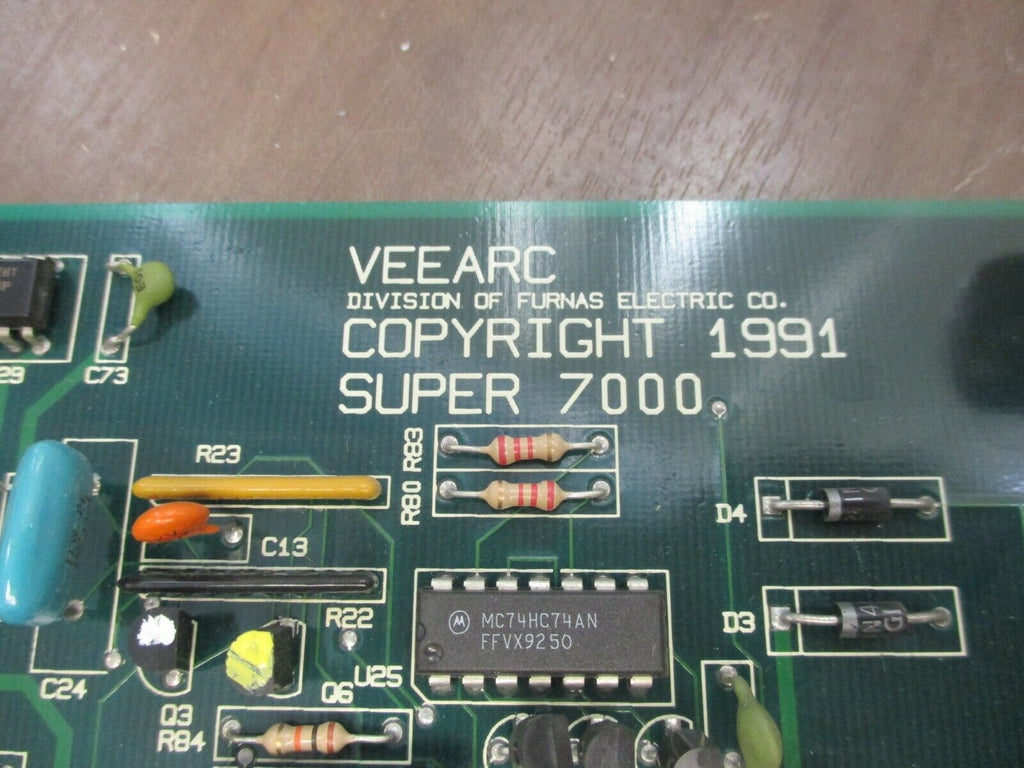 VEEARC
DIVISION OF FURNAS ELECTRIC CO.
COPYRIGHT 1991
SUPER 7000
29
C73
R23
R83
R80
D4
C13
MC74HC74AN
FFVX9250
R22
D3
U25
C24
Q6
Q3
R84